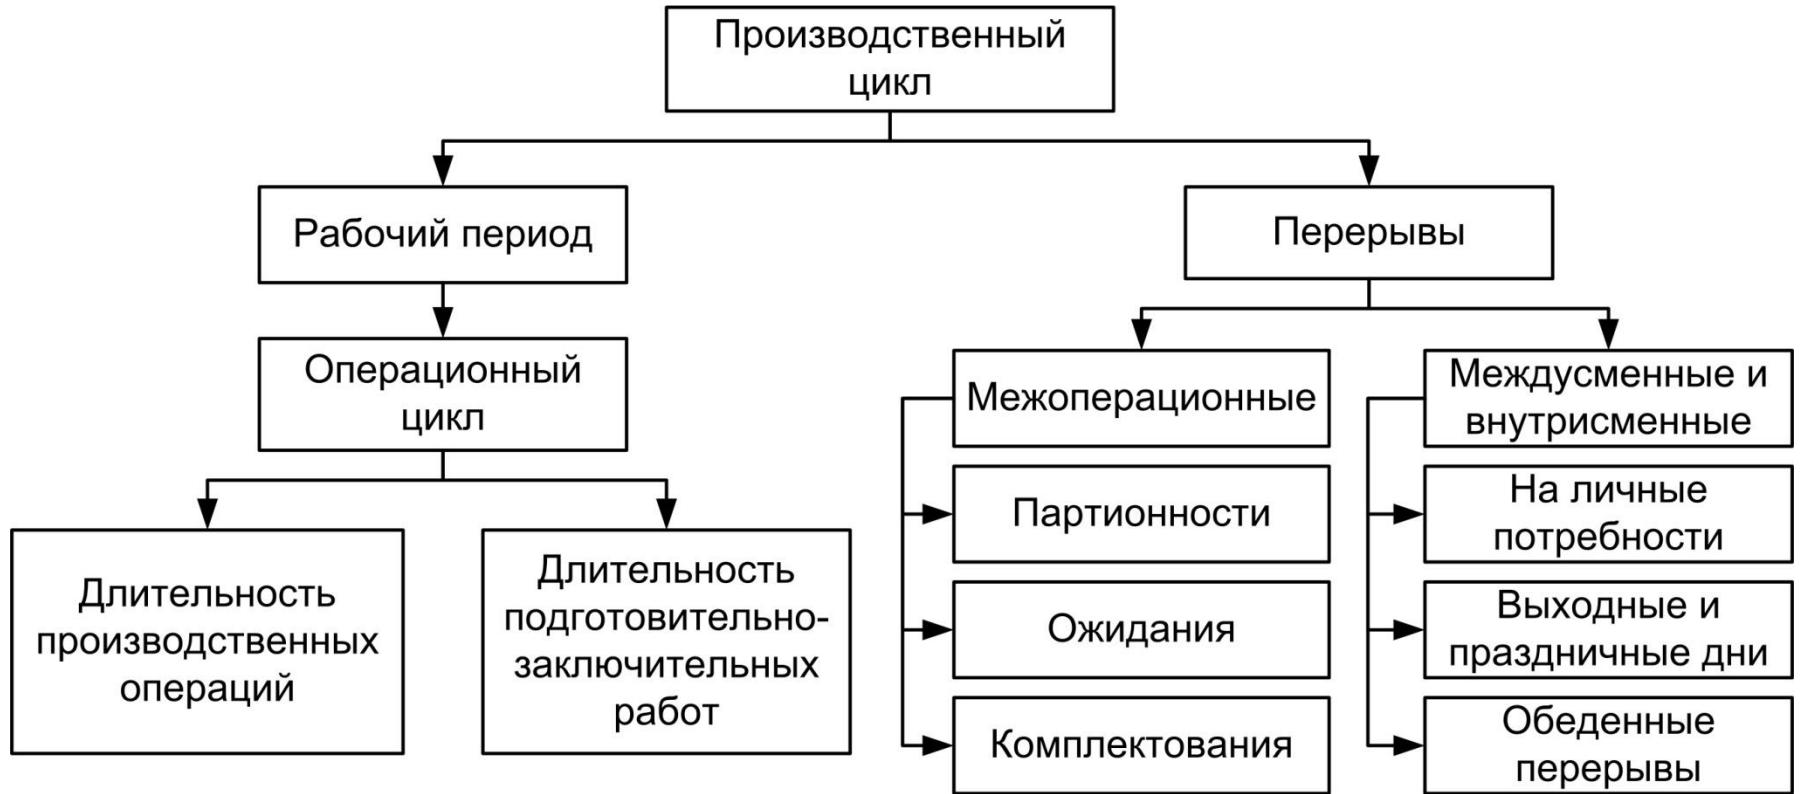 Производственный
цикл
Рабочий период
Перерывы
Операционный
цикл
Межоперационные
Междусменные и
внутрисменные
Длительность
производственных
операций
Длительность
подготовительно-
заключительных
работ
Партионности
На личные
потребности
Ожидания
Выходные и
праздничные дни
Комплектования
Обеденные
перерывы